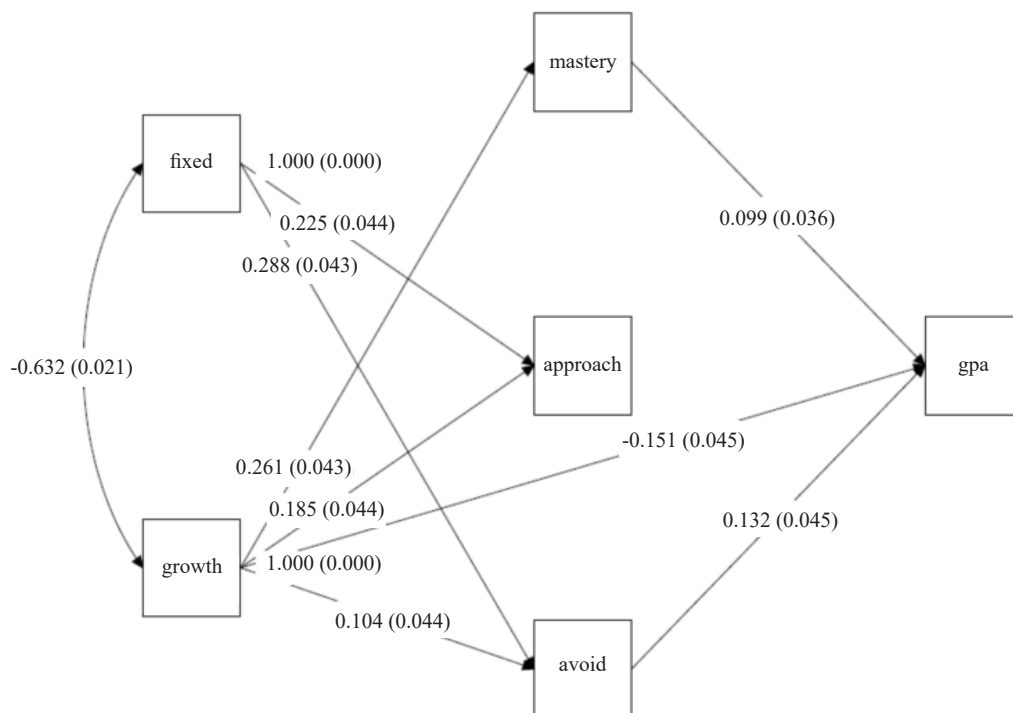 mastery
fixed
1.000 (0.000)
0.225 (0.044)
0.099 (0.036)
0.288 (0.043)
-0.632 (0.021)
approach
gpa
-0.151 (0.045)
0.261 (0.043)
0.185 (0.044)
0.132 (0.045)
growth
1.000 (0.000)
0.104 (0.044)
avoid